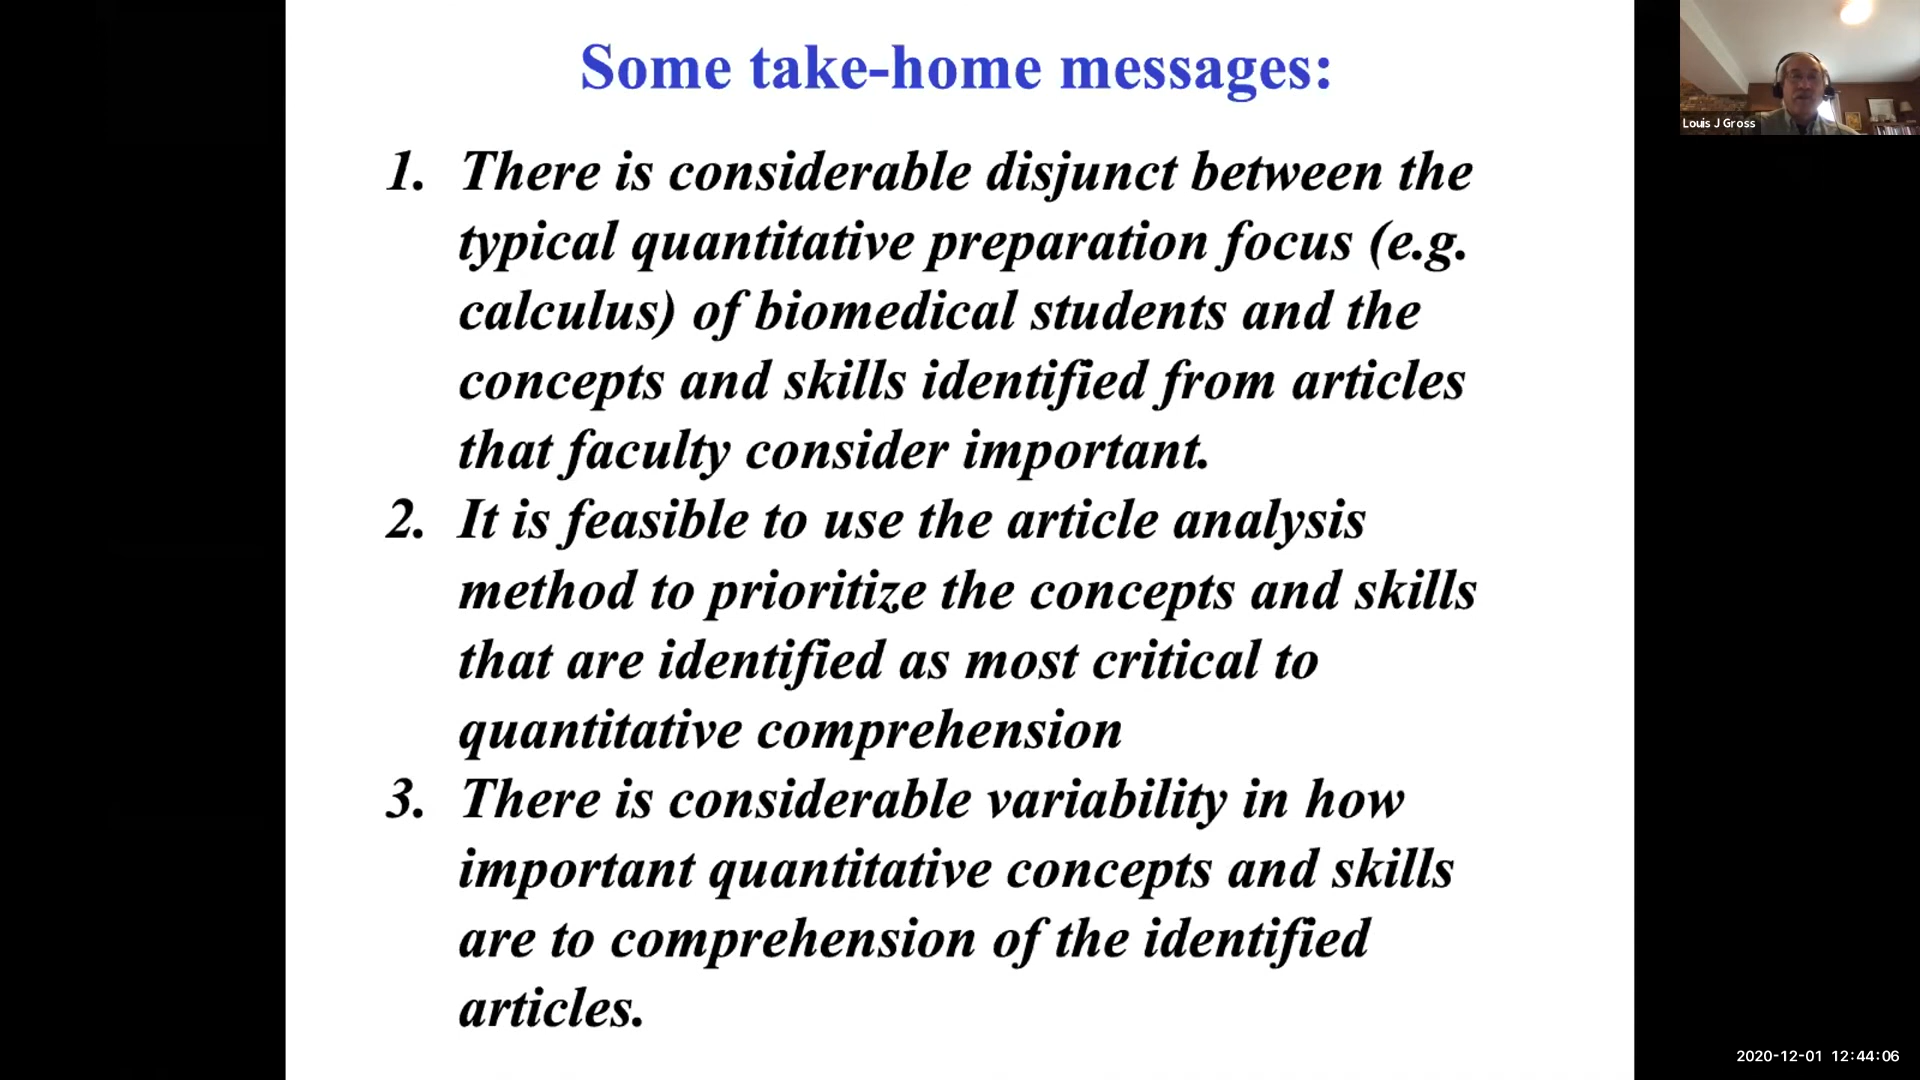 Some take-home messages:
Louis J Gross
1. There is considerable disjunct between the
typical quantitative preparation focus (e.g.
calculus) of biomedical students and the
concepts and skills identified from articles
that faculty consider important.
2. It is feasible to use the article analysis
method to prioritize the concepts and skills
that are identified as most critical to
quantitative comprehension
3. There is considerable variability in how
important quantitative concepts and skills
are to comprehension of the identified
articles.
2020-12-01 12:44:06